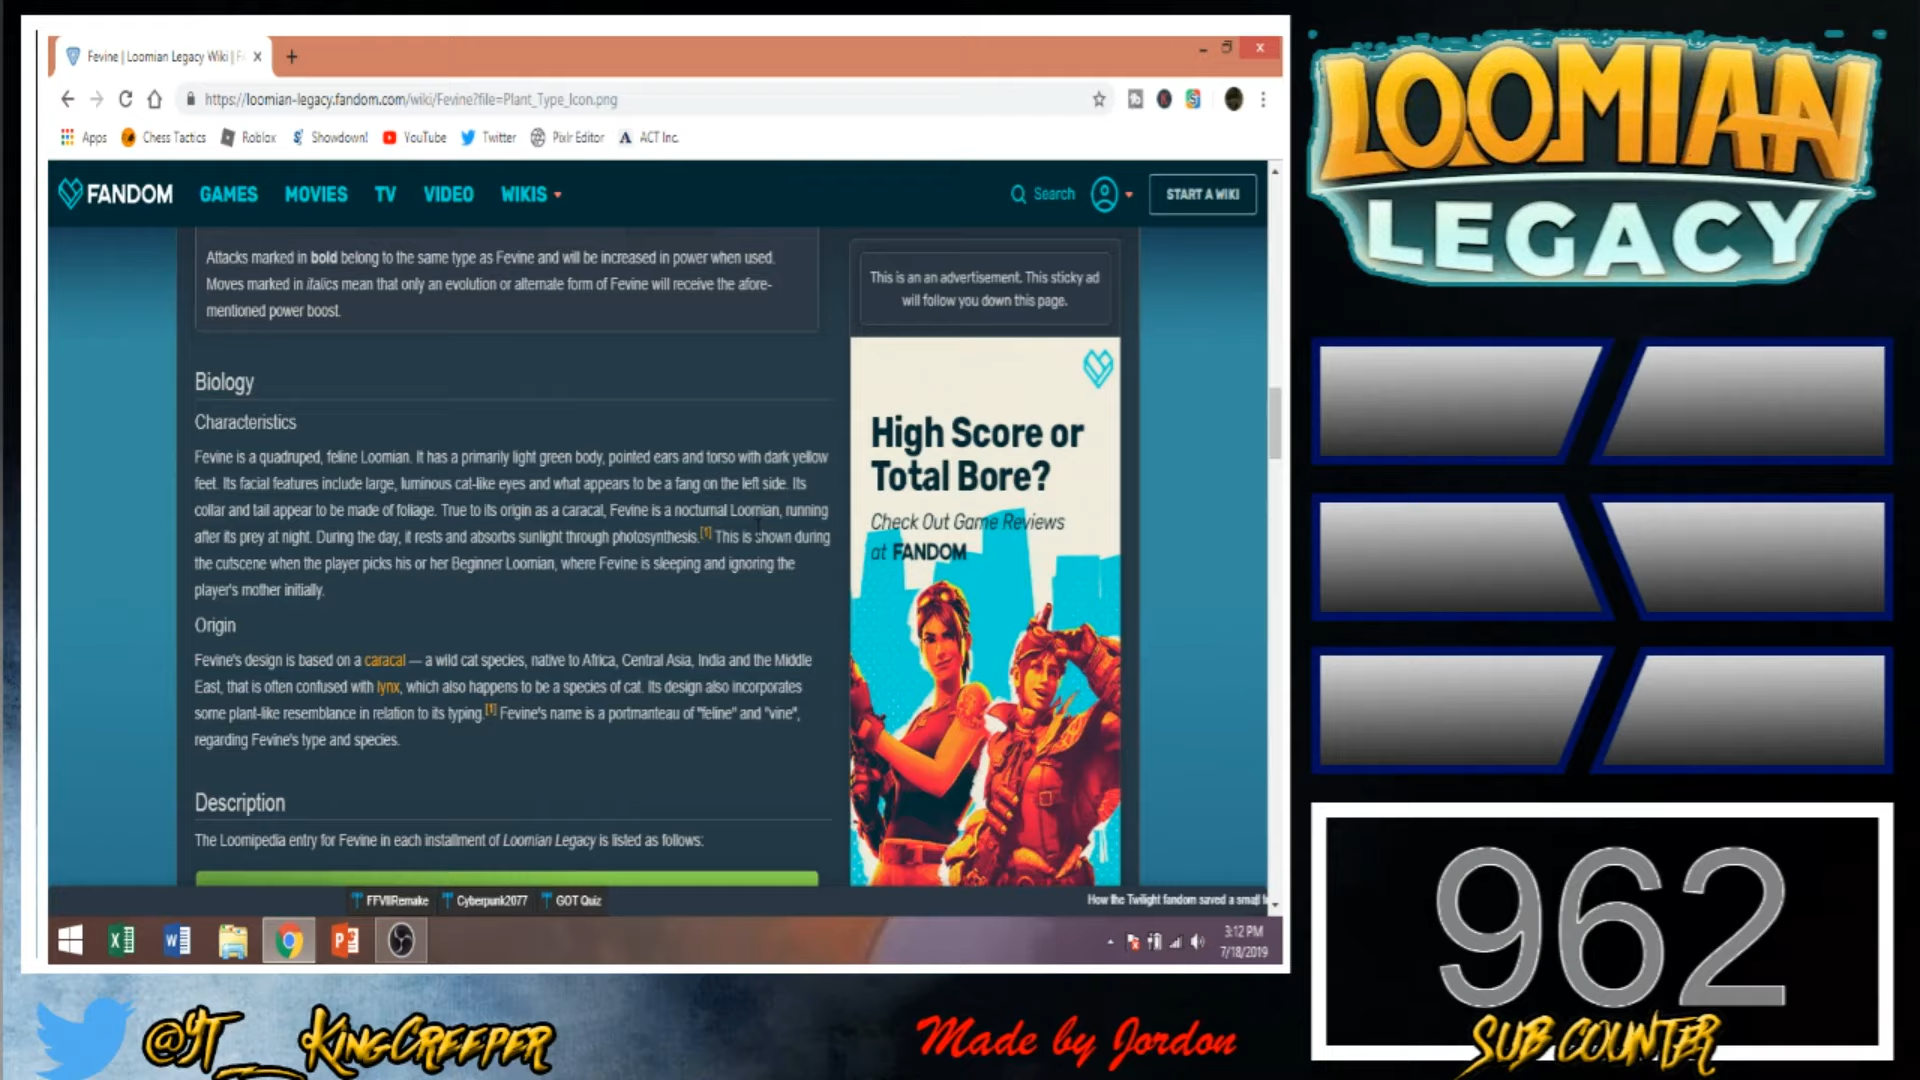 Fevine | Loomian Legacy Wiki | F
https://loomian-legacy.fandom.com/wiki/Fevine?file=Plant_Type_Icon.png
Apps Chess Tactics Roblox Showdown! YouTube Twitter Pixlr Editor ACT Inc.
FANDOM GAMES MOVIES TV VIDEO WIKIS Search START A WIKI
Attacks marked in bold belong to the same type as Fevine and will be increased in power when used.
Moves marked in italics mean that only an evolution or alternate form of Fevine will receive the afore-
mentioned power boost.
Biology
Characteristics
Fevine is a quadruped, feline Loomian. It has a primarily light green body, pointed ears and torso with dark yellow
feet. Its facial features include large, luminous cat-like eyes and what appears to be a fang on the left side. Its
collar and tail appear to be made of foliage. True to its origin as a caracal, Fevine is a nocturnal Loomian, running
after its prey at night. During the day, it rests and absorbs sunlight through photosynthesis.[1] This is shown during
the cutscene when the player picks his or her Beginner Loomian, where Fevine is sleeping and ignoring the
player's mother initially.
Origin
Fevine's design is based on a caracal — a wild cat species, native to Africa, Central Asia, India and the Middle
East, that is often confused with lynx, which also happens to be a species of cat. Its design also incorporates
some plant-like resemblance in relation to its typing.[1] Fevine's name is a portmanteau of "feline" and "vine",
regarding Fevine's type and species.
Description
The Loomipedia entry for Fevine in each installment of Loomian Legacy is listed as follows:
This is an an advertisement. This sticky ad
will follow you down this page.
High Score or
Total Bore?
Check Out Game Reviews
at FANDOM
FFVIIRemake Cyberpunk2077 GOT Quiz
How the Twilight fandom saved a small
3:12 PM
7/18/2019
LOOMIAN
LEGACY
962
SUB COUNTER
@YT__KingCreeper
Made by Jordon